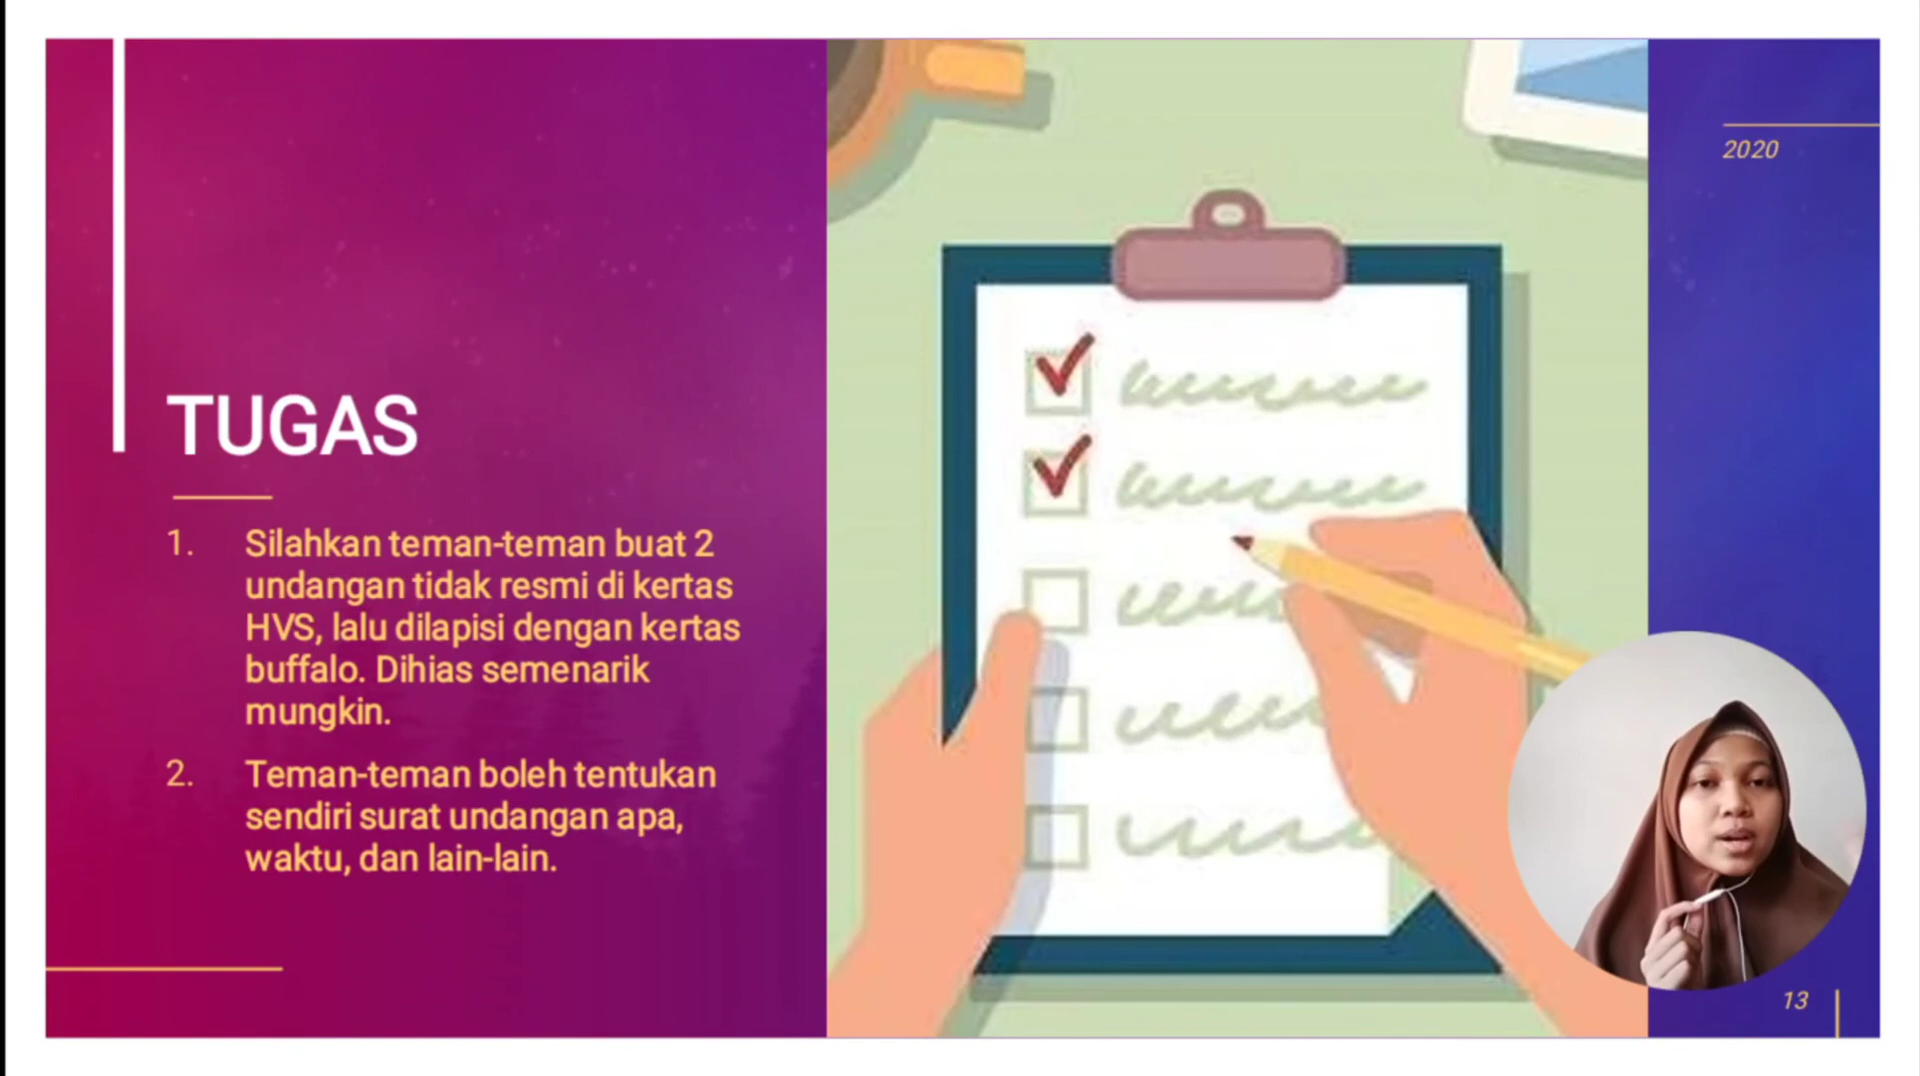 2020
TUGAS
1. Silahkan teman-teman buat 2
undangan tidak resmi di kertas
HVS, lalu dilapisi dengan kertas
buffalo. Dihias semenarik
mungkin.
2. Teman-teman boleh tentukan
sendiri surat undangan apa,
waktu, dan lain-lain.
13